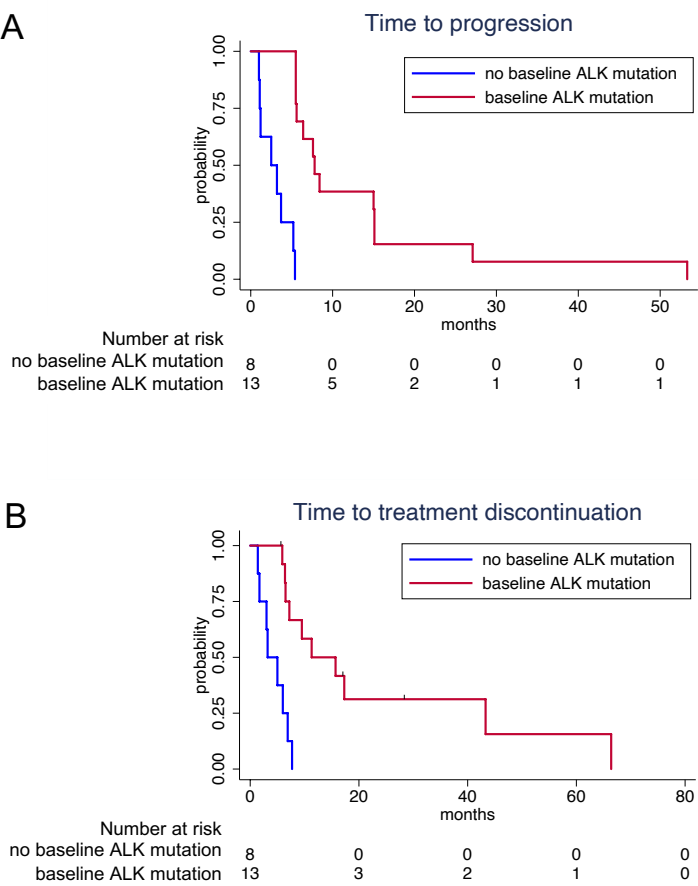 A
Time to progression
no baseline ALK mutation
baseline ALK mutation
probability
1.00
0.75
0.50
0.25
0.00
0 10 20 30 40 50
months
Number at risk
no baseline ALK mutation 8 0 0 0 0 0
baseline ALK mutation 13 5 2 1 1 1
B
Time to treatment discontinuation
no baseline ALK mutation
baseline ALK mutation
probability
1.00
0.75
0.50
0.25
0.00
0 20 40 60 80
months
Number at risk
no baseline ALK mutation 8 0 0 0 0
baseline ALK mutation 13 3 2 1 0